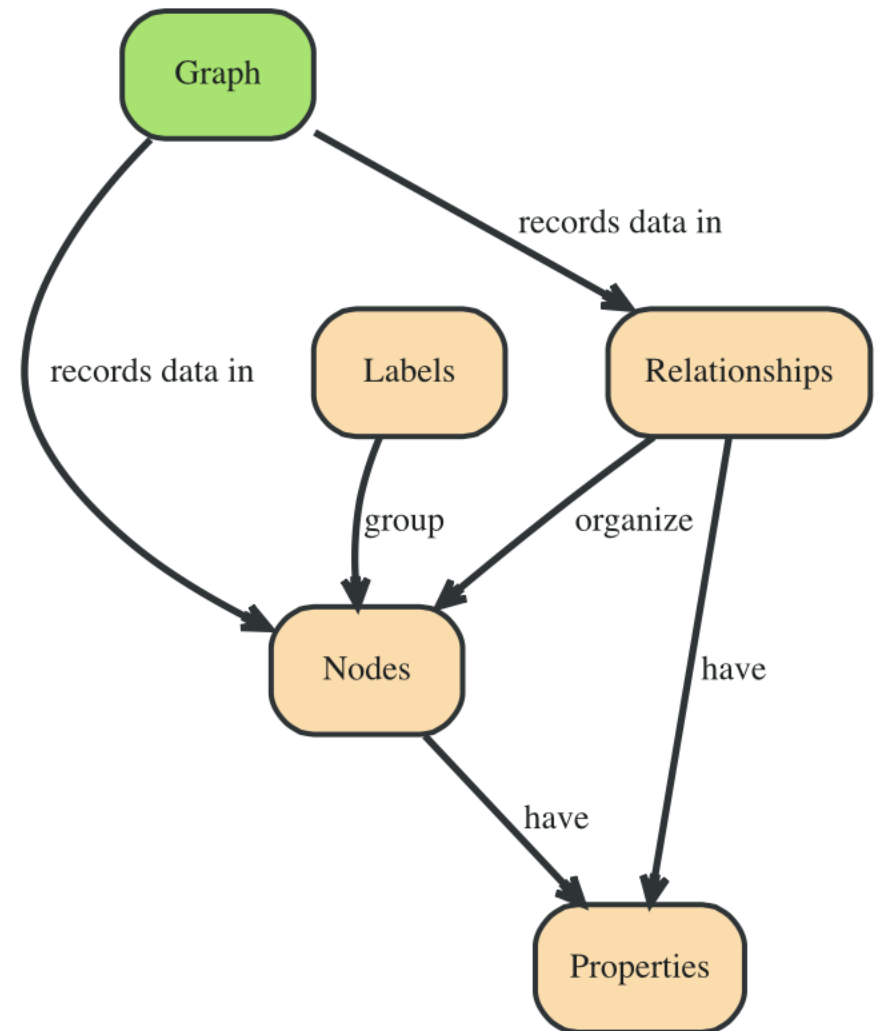 Graph
records data in
records data in
Labels
Relationships
group
organize
Nodes
have
have
Properties